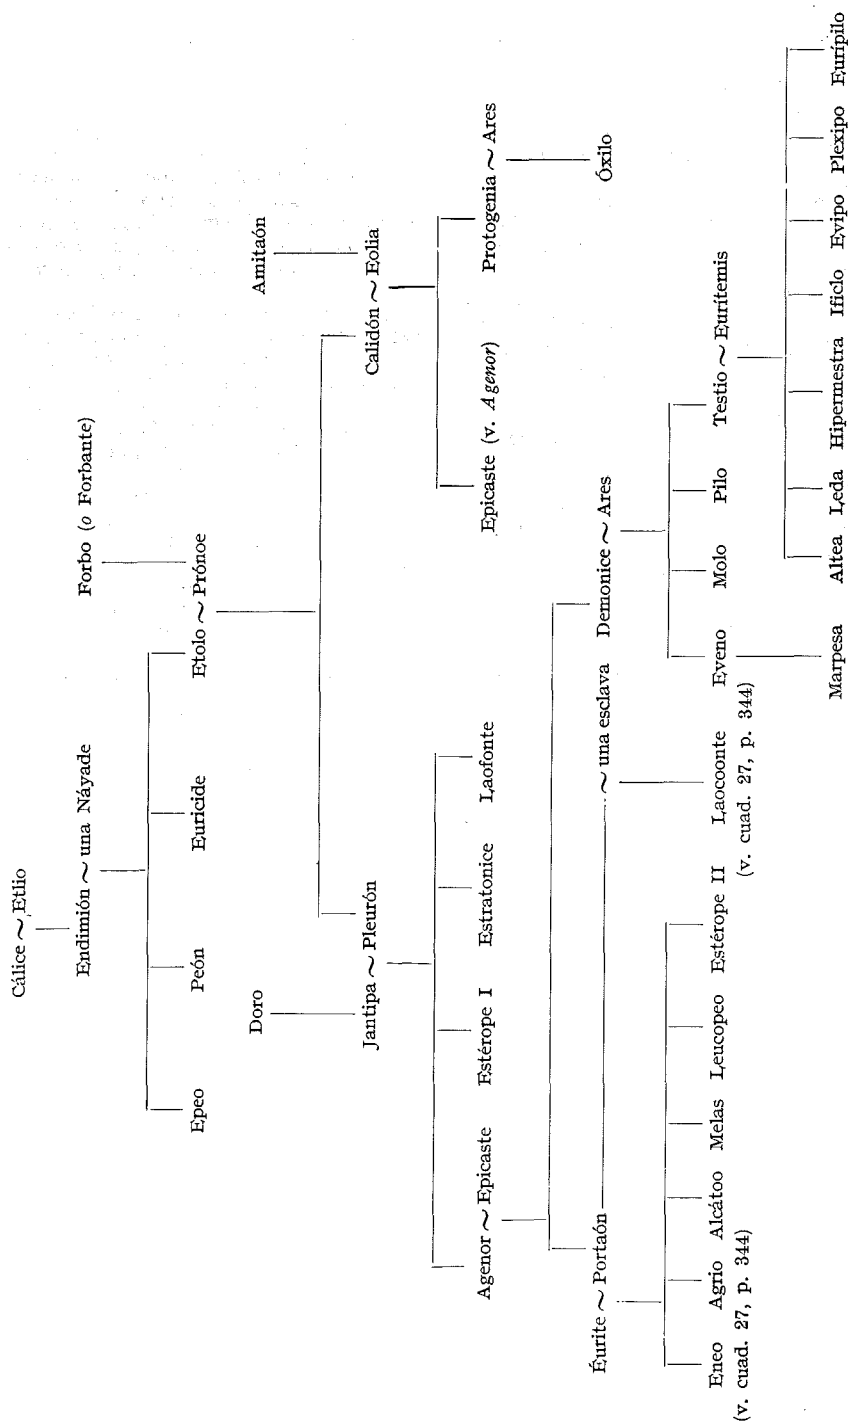 Cálice ~ Etlio
Endimión ~ una Náyade
Forbo (o Forbante)
Epeo Peón Euricide Etolo ~ Prónoe
Doro
Amitaón
Jantipa ~ Pleurón
Calidón ~ Eolia
Agenor ~ Epicaste Estérope I Estratonice Laofonte
Epicaste (v. Agenor) Protogenia ~ Ares
Éurite ~ Portaón ~ una esclava Demonice ~ Ares
Óxilo
Eneo Agrio Alcátoo Melas Leucopeo Estérope II Laocoonte Eveno Molo Pilo Testio ~ Eurítemis
(v. cuad. 27, p. 344) (v. cuad. 27, p. 344)
Marpesa Altea Leda Hipermestra Ificlo Evipo Plexipo Eurípilo